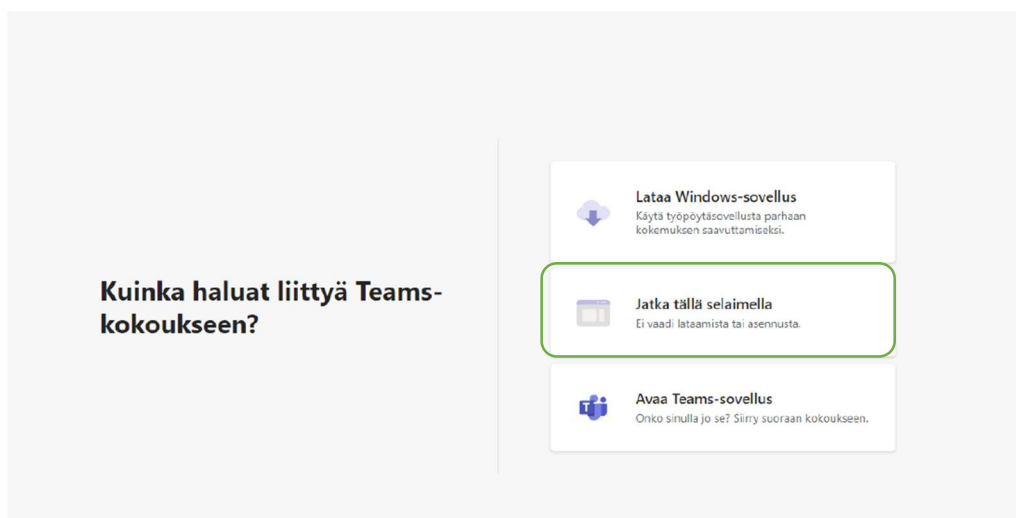 Kuinka haluat liittyä Teams-
kokoukseen?
Lataa Windows-sovellus
Käytä työpöytäsovellusta parhaan
kokemuksen saavuttamiseksi.
Jatka tällä selaimella
Ei vaadi lataamista tai asennusta.
Avaa Teams-sovellus
Onko sinulla jo se? Siirry suoraan kokoukseen.